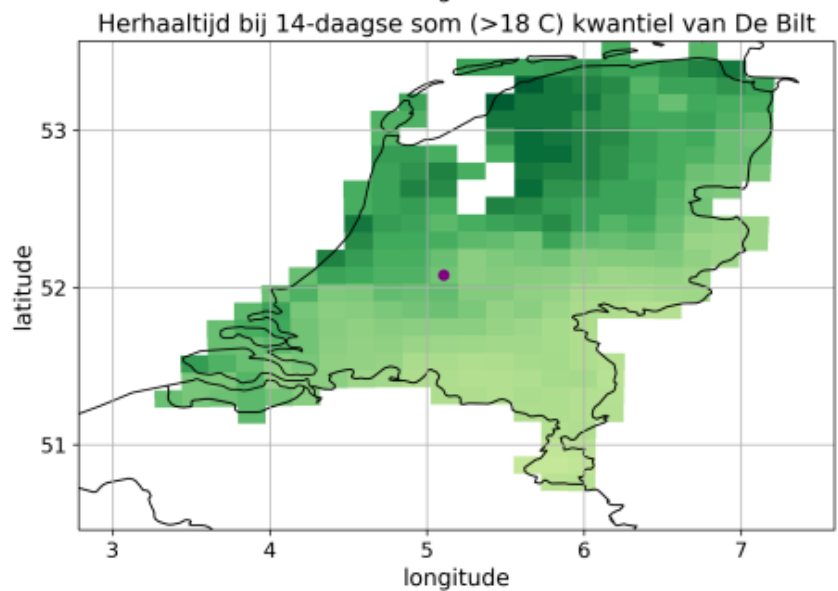 Herhaaltijd bij 14-daagse som (>18 C) kwantiel van De Bilt
latitude
53
52
51
3 4 5 6 7
longitude